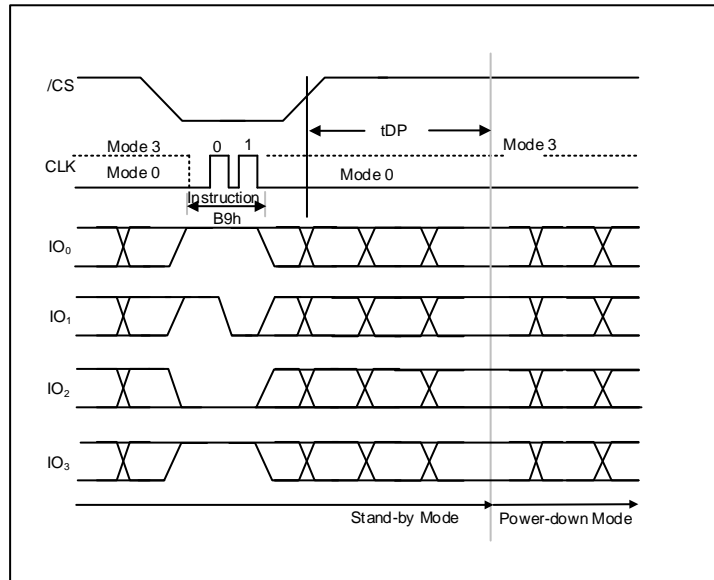 /CS
tDP
Mode 3 0 1 Mode 3
CLK
Mode 0 Mode 0
Instruction
B9h
IO₀
IO₁
IO₂
IO₃
Stand-by Mode Power-down Mode